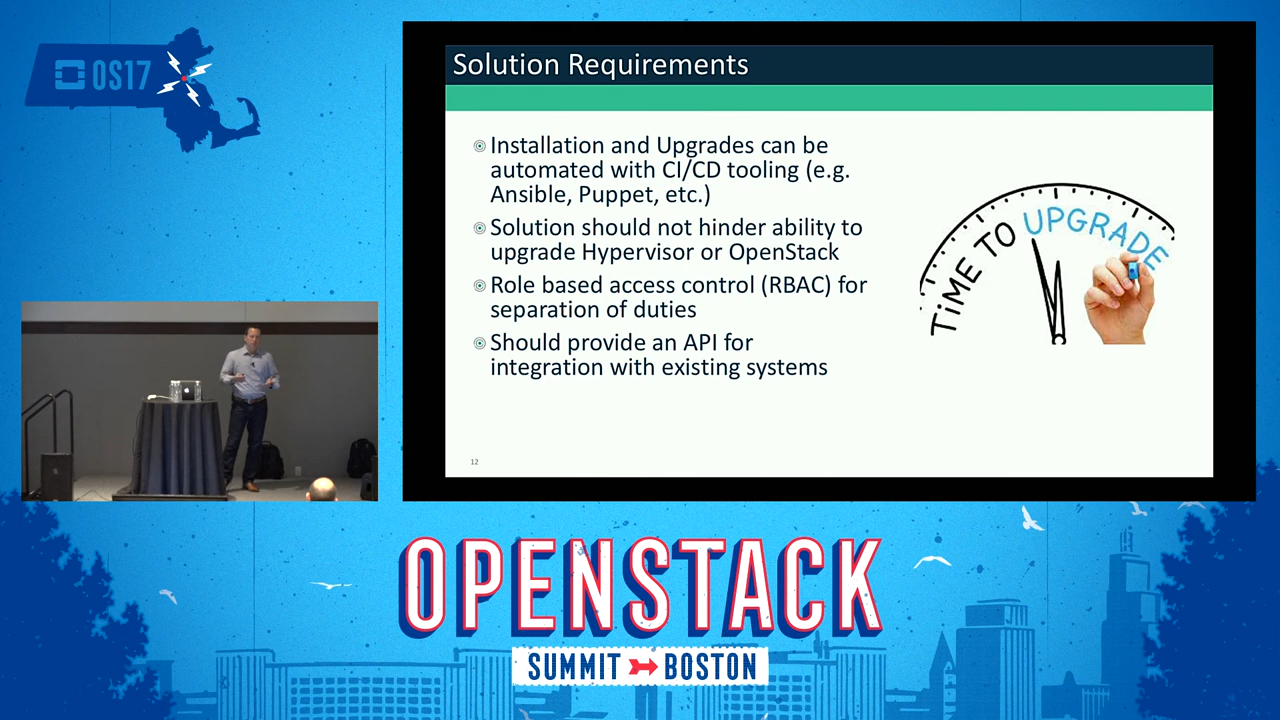 OS17
Solution Requirements
Installation and Upgrades can be
automated with CI/CD tooling (e.g.
Ansible, Puppet, etc.)
Solution should not hinder ability to
upgrade Hypervisor or OpenStack
Role based access control (RBAC) for
separation of duties
Should provide an API for
integration with existing systems
TiME TO UPGRADE
12
OPENSTACK
SUMMIT BOSTON